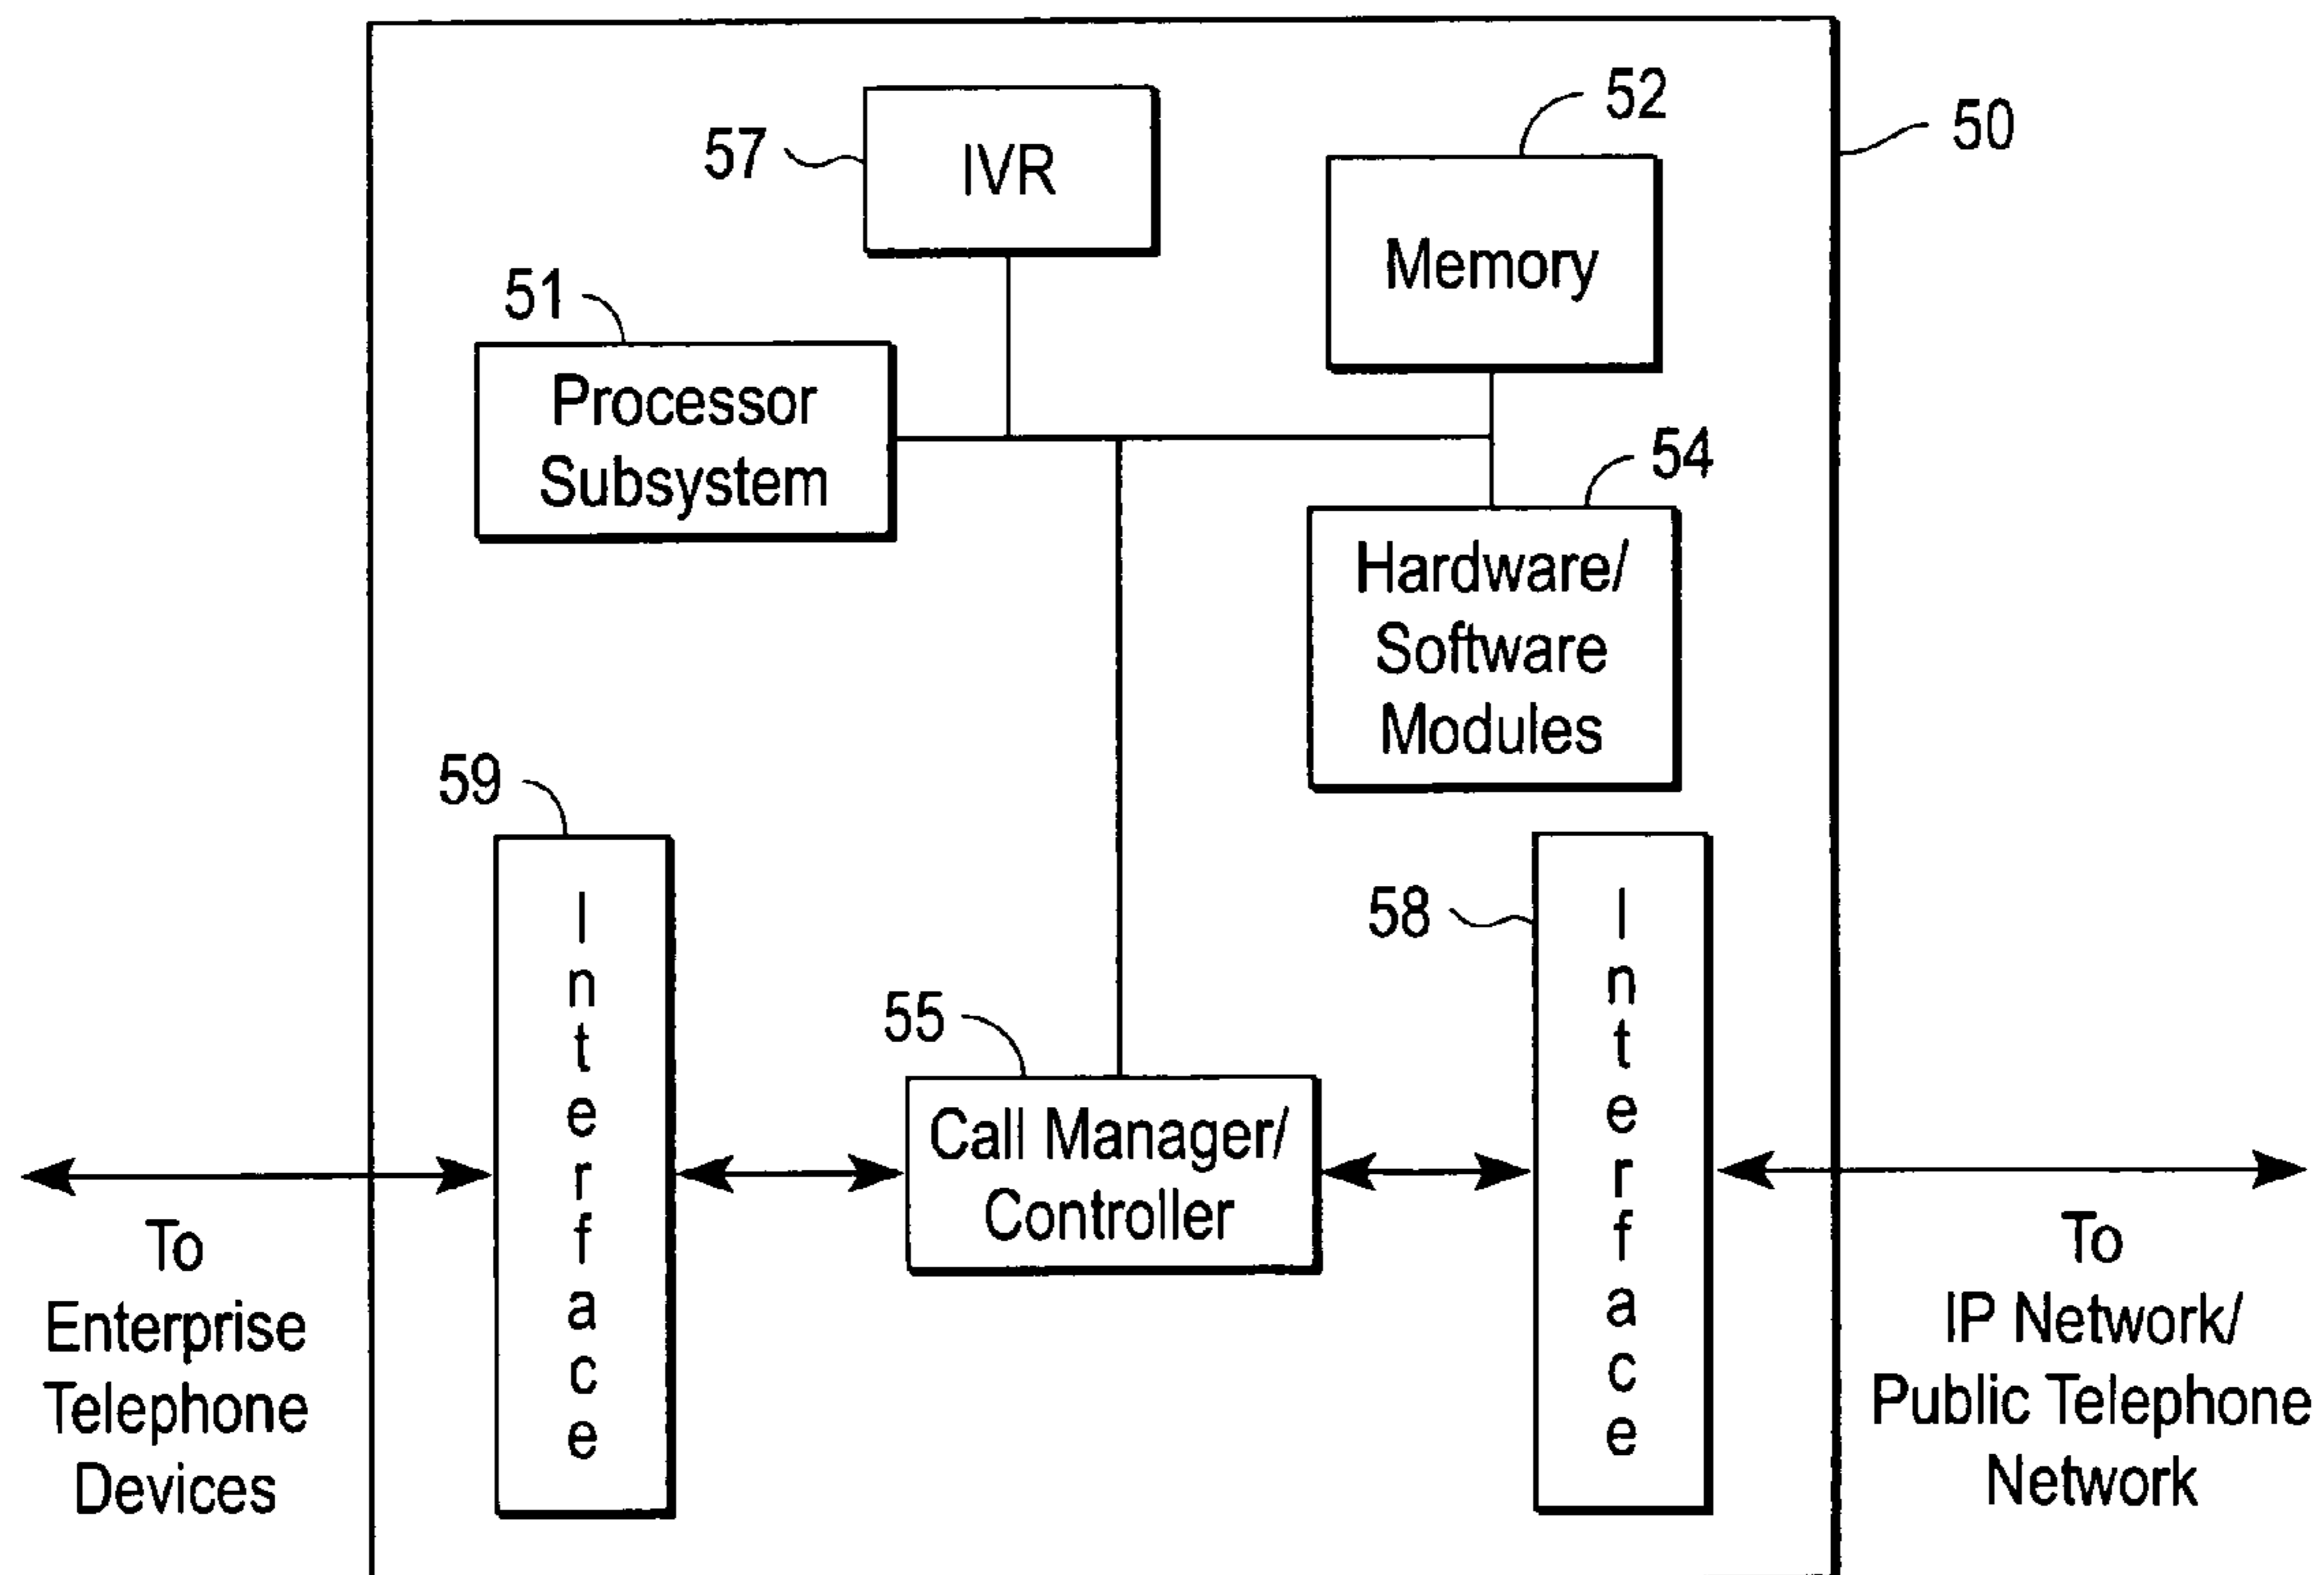 52
50
57
IVR
Memory
51
Processor
Subsystem
54
Hardware/
Software
Modules
59
Interface
58
Interface
55
Call Manager/
Controller
To
Enterprise
Telephone
Devices
To
IP Network/
Public Telephone
Network